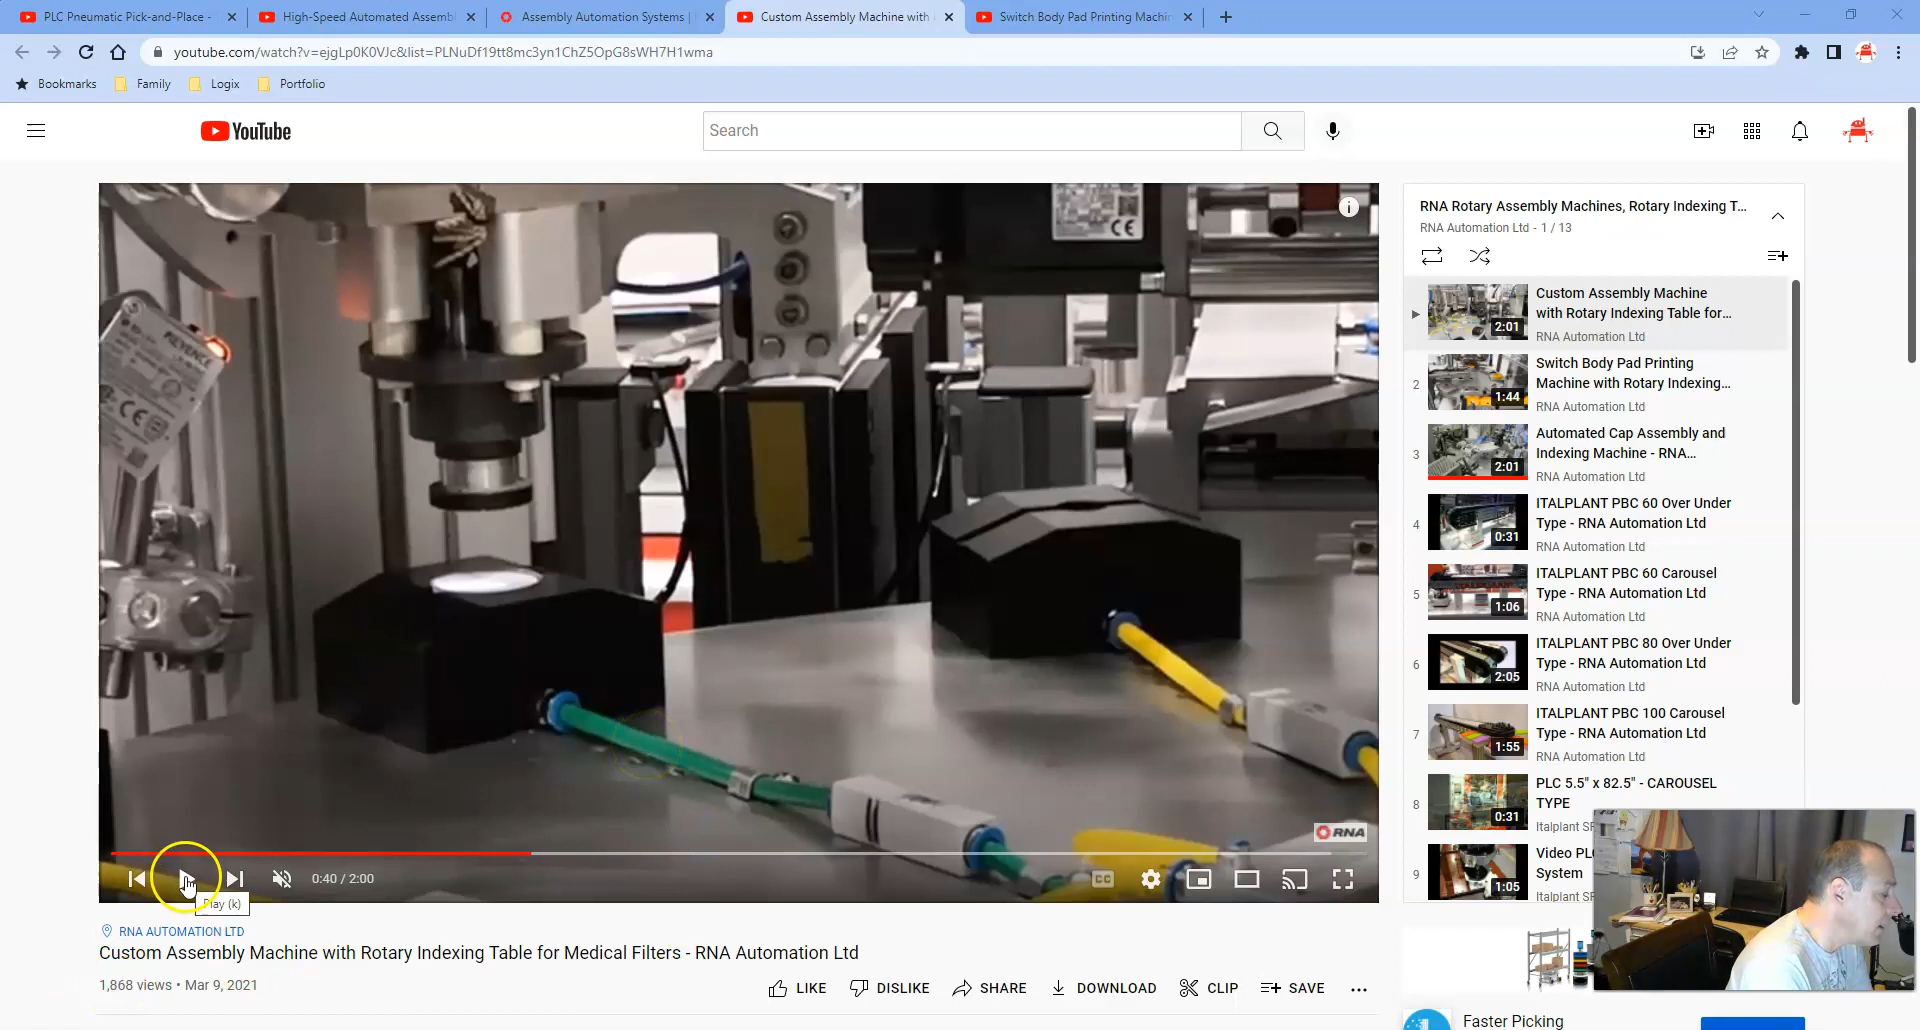 PLC Pneumatic Pick-and-Place -
High-Speed Automated Assembl
Assembly Automation Systems |
Custom Assembly Machine with
Switch Body Pad Printing Machin
youtube.com/watch?v=ejgLp0K0VJc&list=PLNuDf19tt8mc3yn1ChZ5OpG8sWH7H1wma
Bookmarks
Family
Logix
Portfolio
YouTube
Search
RNA Rotary Assembly Machines, Rotary Indexing T...
RNA Automation Ltd - 1 / 13
Custom Assembly Machine
with Rotary Indexing Table for...
RNA Automation Ltd
2:01
2
Switch Body Pad Printing
Machine with Rotary Indexing...
RNA Automation Ltd
1:44
3
Automated Cap Assembly and
Indexing Machine - RNA...
RNA Automation Ltd
2:01
4
ITALPLANT PBC 60 Over Under
Type - RNA Automation Ltd
RNA Automation Ltd
0:31
5
ITALPLANT PBC 60 Carousel
Type - RNA Automation Ltd
RNA Automation Ltd
1:06
6
ITALPLANT PBC 80 Over Under
Type - RNA Automation Ltd
RNA Automation Ltd
2:05
7
ITALPLANT PBC 100 Carousel
Type - RNA Automation Ltd
RNA Automation Ltd
1:55
8
PLC 5.5" x 82.5" - CAROUSEL
TYPE
Italplant
0:31
9
Video PL
System
Italplant
1:05
KEYENCE
RNA
0:40 / 2:00
CC
Play (k)
RNA AUTOMATION LTD
Custom Assembly Machine with Rotary Indexing Table for Medical Filters - RNA Automation Ltd
1,868 views • Mar 9, 2021
LIKE
DISLIKE
SHARE
DOWNLOAD
CLIP
SAVE
Faster Picking